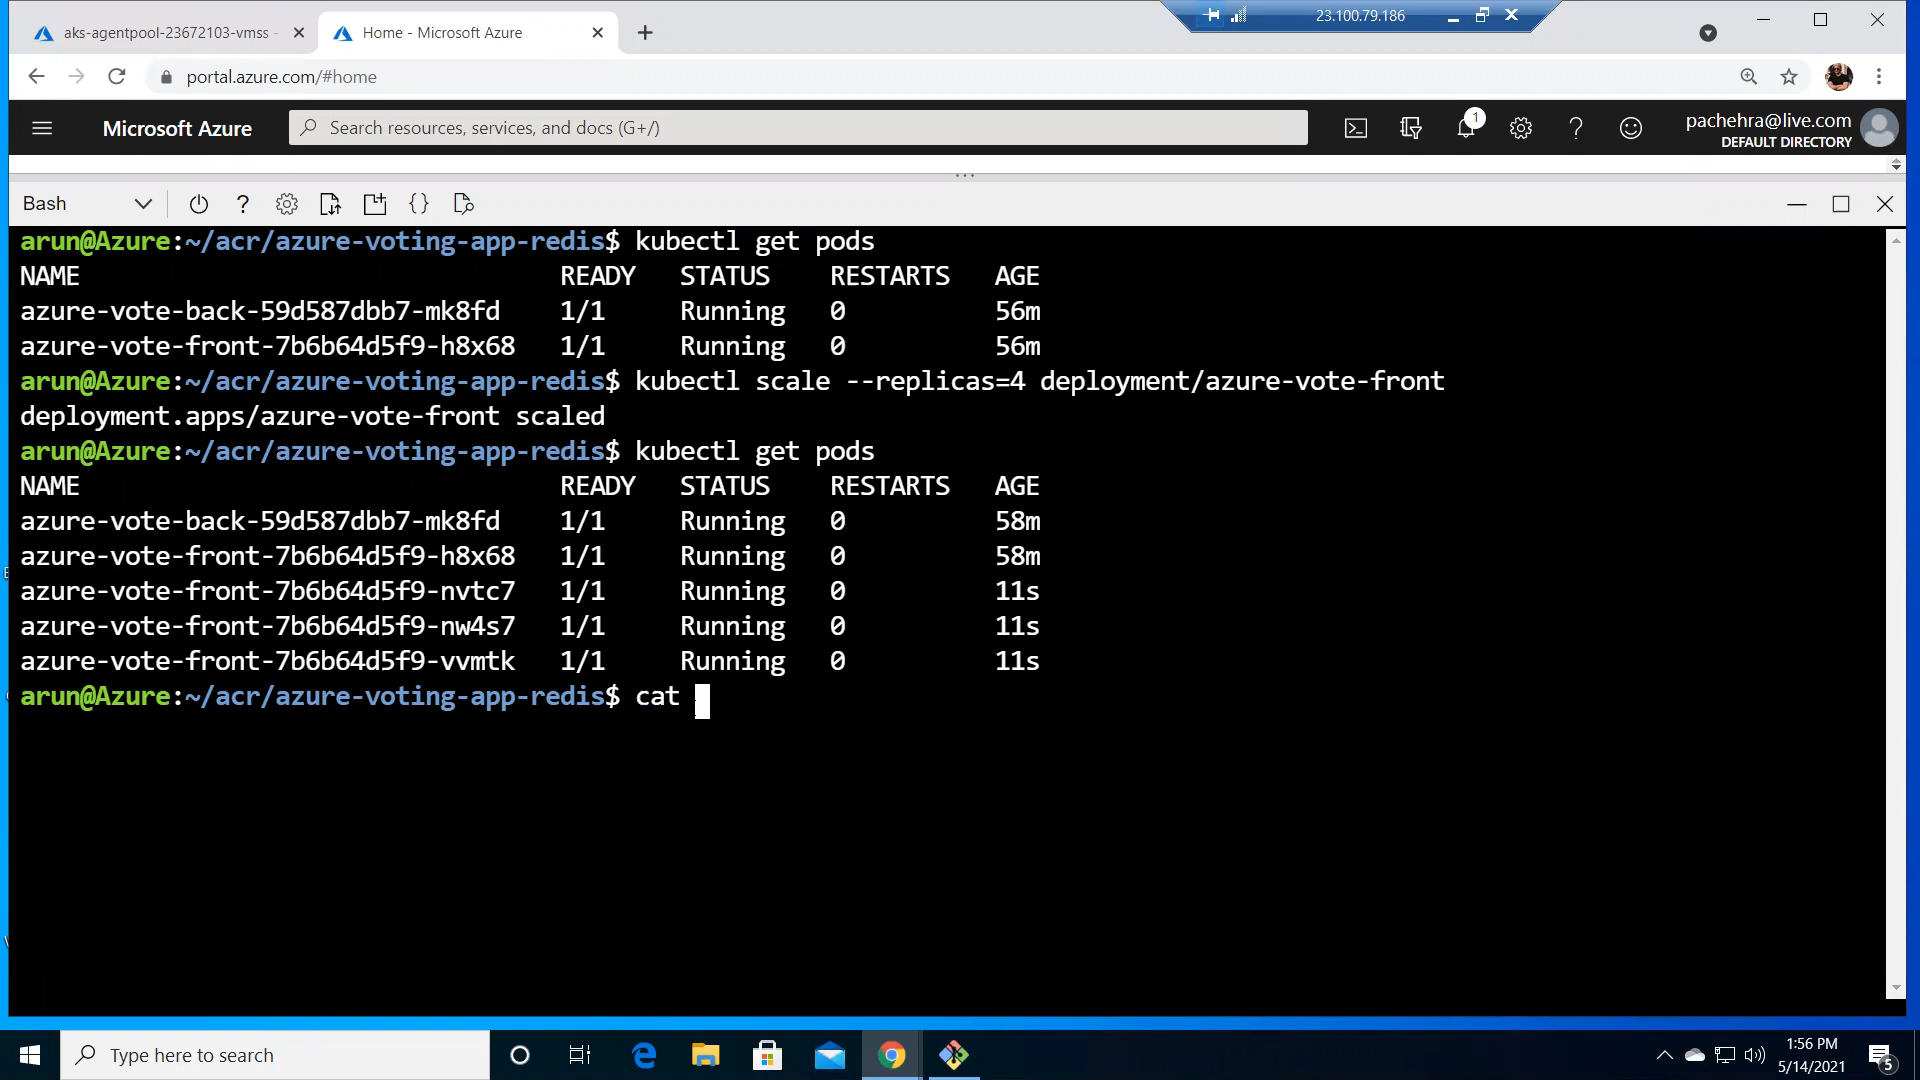 aks-agentpool-23672103-vmss -
Home - Microsoft Azure
23.100.79.186
portal.azure.com/#home
Microsoft Azure
Search resources, services, and docs (G+/)
1
pachehra@live.com
DEFAULT DIRECTORY
Bash
arun@Azure:~/acr/azure-voting-app-redis$ kubectl get pods
NAME READY STATUS RESTARTS AGE
azure-vote-back-59d587dbb7-mk8fd 1/1 Running 0 56m
azure-vote-front-7b6b64d5f9-h8x68 1/1 Running 0 56m
arun@Azure:~/acr/azure-voting-app-redis$ kubectl scale --replicas=4 deployment/azure-vote-front
deployment.apps/azure-vote-front scaled
arun@Azure:~/acr/azure-voting-app-redis$ kubectl get pods
NAME READY STATUS RESTARTS AGE
azure-vote-back-59d587dbb7-mk8fd 1/1 Running 0 58m
azure-vote-front-7b6b64d5f9-h8x68 1/1 Running 0 58m
azure-vote-front-7b6b64d5f9-nvtc7 1/1 Running 0 11s
azure-vote-front-7b6b64d5f9-nw4s7 1/1 Running 0 11s
azure-vote-front-7b6b64d5f9-vvmtk 1/1 Running 0 11s
arun@Azure:~/acr/azure-voting-app-redis$ cat
Type here to search
1:56 PM
5/14/2021
5